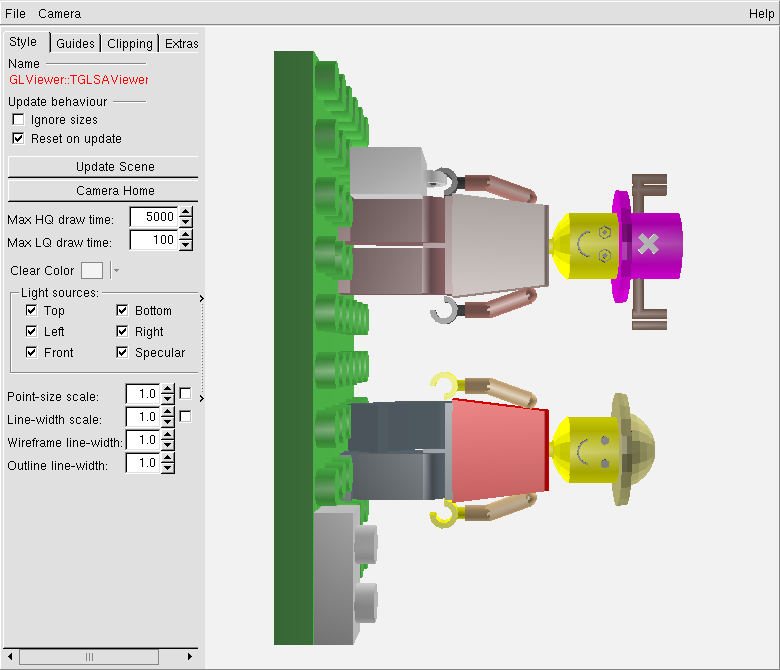 File Camera Help
Style Guides Clipping Extras
Name
GLViewer::TGLSAViewer
Update behaviour
Ignore sizes
Reset on update
Update Scene
Camera Home
Max HQ draw time: 5000
Max LQ draw time: 100
Clear Color
Light sources:
Top Bottom
Left Right
Front Specular
Point-size scale: 1.0
Line-width scale: 1.0
Wireframe line-width: 1.0
Outline line-width: 1.0